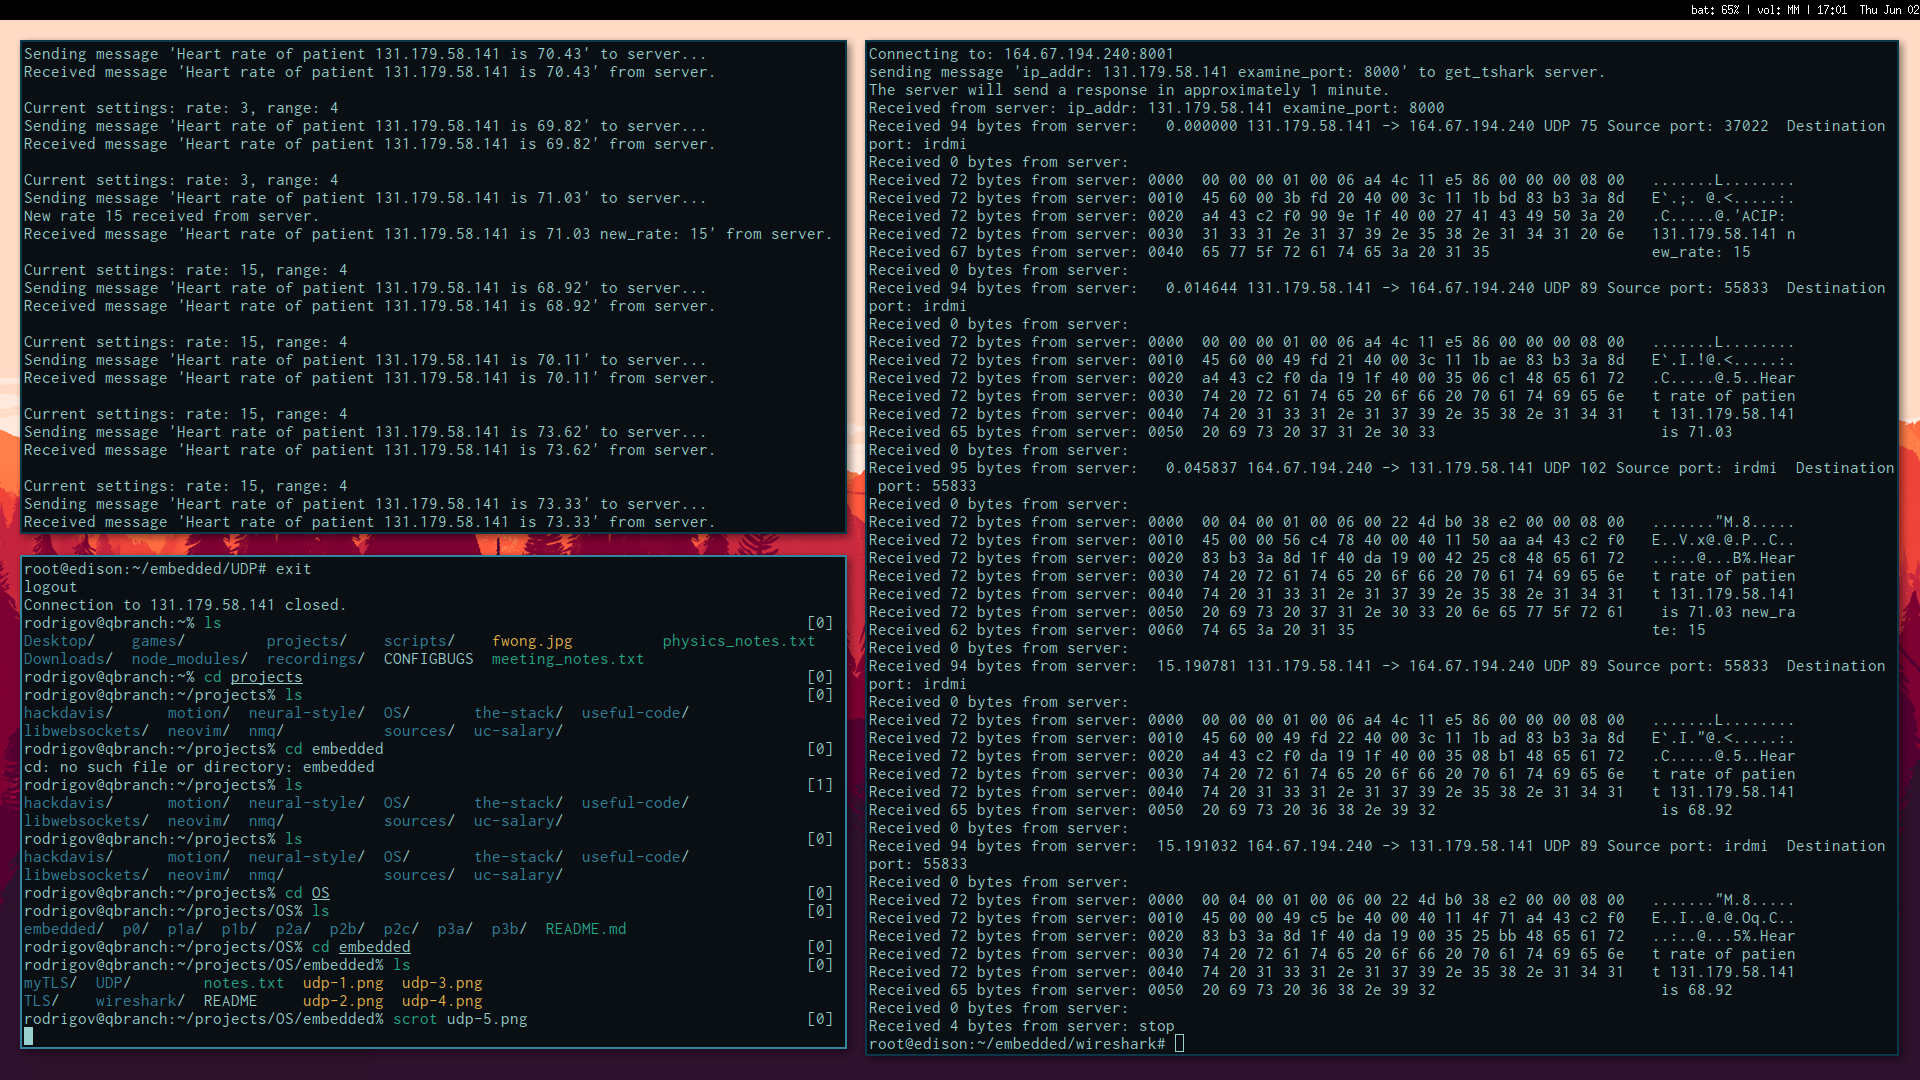 bat: 65% | vol: MM | 17:01  Thu Jun 02
Sending message 'Heart rate of patient 131.179.58.141 is 70.43' to server...
Received message 'Heart rate of patient 131.179.58.141 is 70.43' from server.
Current settings: rate: 3, range: 4
Sending message 'Heart rate of patient 131.179.58.141 is 69.82' to server...
Received message 'Heart rate of patient 131.179.58.141 is 69.82' from server.
Current settings: rate: 3, range: 4
Sending message 'Heart rate of patient 131.179.58.141 is 71.03' to server...
New rate 15 received from server.
Received message 'Heart rate of patient 131.179.58.141 is 71.03 new_rate: 15' from server.
Current settings: rate: 15, range: 4
Sending message 'Heart rate of patient 131.179.58.141 is 68.92' to server...
Received message 'Heart rate of patient 131.179.58.141 is 68.92' from server.
Current settings: rate: 15, range: 4
Sending message 'Heart rate of patient 131.179.58.141 is 70.11' to server...
Received message 'Heart rate of patient 131.179.58.141 is 70.11' from server.
Current settings: rate: 15, range: 4
Sending message 'Heart rate of patient 131.179.58.141 is 73.62' to server...
Received message 'Heart rate of patient 131.179.58.141 is 73.62' from server.
Current settings: rate: 15, range: 4
Sending message 'Heart rate of patient 131.179.58.141 is 73.33' to server...
Received message 'Heart rate of patient 131.179.58.141 is 73.33' from server.
root@edison:~/embedded/UDP# exit
logout
Connection to 131.179.58.141 closed.
rodrigov@qbranch:~% ls [0]
Desktop/ games/ projects/ scripts/ fwong.jpg physics_notes.txt
Downloads/ node_modules/ recordings/ CONFIGBUGS meeting_notes.txt
rodrigov@qbranch:~% cd projects [0]
rodrigov@qbranch:~/projects% ls [0]
hackdavis/ motion/ neural-style/ OS/ the-stack/ useful-code/
libwebsockets/ neovim/ nmq/ sources/ uc-salary/
rodrigov@qbranch:~/projects% cd embedded [0]
cd: no such file or directory: embedded
rodrigov@qbranch:~/projects% ls [1]
hackdavis/ motion/ neural-style/ OS/ the-stack/ useful-code/
libwebsockets/ neovim/ nmq/ sources/ uc-salary/
rodrigov@qbranch:~/projects% ls [0]
hackdavis/ motion/ neural-style/ OS/ the-stack/ useful-code/
libwebsockets/ neovim/ nmq/ sources/ uc-salary/
rodrigov@qbranch:~/projects% cd OS [0]
rodrigov@qbranch:~/projects/OS% ls [0]
embedded/ p0/ p1a/ p1b/ p2a/ p2b/ p2c/ p3a/ p3b/ README.md
rodrigov@qbranch:~/projects/OS% cd embedded [0]
rodrigov@qbranch:~/projects/OS/embedded% ls [0]
myTLS/ UDP/ notes.txt udp-1.png udp-3.png
TLS/ wireshark/ README udp-2.png udp-4.png
rodrigov@qbranch:~/projects/OS/embedded% scrot udp-5.png [0]
Connecting to: 164.67.194.240:8001
sending message 'ip_addr: 131.179.58.141 examine_port: 8000' to get_tshark server.
The server will send a response in approximately 1 minute.
Received from server: ip_addr: 131.179.58.141 examine_port: 8000
Received 94 bytes from server:   0.000000 131.179.58.141 -> 164.67.194.240 UDP 75 Source port: 37022  Destination
port: irdmi
Received 0 bytes from server:
Received 72 bytes from server: 0000  00 00 00 01 00 06 a4 4c 11 e5 86 00 00 00 08 00   .......L........
Received 72 bytes from server: 0010  45 60 00 3b fd 20 40 00 3c 11 1b bd 83 b3 3a 8d   E`.;. @.<.....:.
Received 72 bytes from server: 0020  a4 43 c2 f0 90 9e 1f 40 00 27 41 43 49 50 3a 20   .C.....@.'ACIP:
Received 72 bytes from server: 0030  31 33 31 2e 31 37 39 2e 35 38 2e 31 34 31 20 6e   131.179.58.141 n
Received 67 bytes from server: 0040  65 77 5f 72 61 74 65 3a 20 31 35                  ew_rate: 15
Received 0 bytes from server:
Received 94 bytes from server:   0.014644 131.179.58.141 -> 164.67.194.240 UDP 89 Source port: 55833  Destination
port: irdmi
Received 0 bytes from server:
Received 72 bytes from server: 0000  00 00 00 01 00 06 a4 4c 11 e5 86 00 00 00 08 00   .......L........
Received 72 bytes from server: 0010  45 60 00 49 fd 21 40 00 3c 11 1b ae 83 b3 3a 8d   E`.I.!@.<.....:.
Received 72 bytes from server: 0020  a4 43 c2 f0 da 19 1f 40 00 35 06 c1 48 65 61 72   .C.....@.5..Hear
Received 72 bytes from server: 0030  74 20 72 61 74 65 20 6f 66 20 70 61 74 69 65 6e   t rate of patien
Received 72 bytes from server: 0040  74 20 31 33 31 2e 31 37 39 2e 35 38 2e 31 34 31   t 131.179.58.141
Received 65 bytes from server: 0050  20 69 73 20 37 31 2e 30 33                         is 71.03
Received 0 bytes from server:
Received 95 bytes from server:   0.045837 164.67.194.240 -> 131.179.58.141 UDP 102 Source port: irdmi  Destination
port: 55833
Received 0 bytes from server:
Received 72 bytes from server: 0000  00 04 00 01 00 06 00 22 4d b0 38 e2 00 00 08 00   ......."M.8.....
Received 72 bytes from server: 0010  45 00 00 56 c4 78 40 00 40 11 50 aa a4 43 c2 f0   E..V.x@.@.P..C..
Received 72 bytes from server: 0020  83 b3 3a 8d 1f 40 da 19 00 42 25 c8 48 65 61 72   ..:..@...B%.Hear
Received 72 bytes from server: 0030  74 20 72 61 74 65 20 6f 66 20 70 61 74 69 65 6e   t rate of patien
Received 72 bytes from server: 0040  74 20 31 33 31 2e 31 37 39 2e 35 38 2e 31 34 31   t 131.179.58.141
Received 72 bytes from server: 0050  20 69 73 20 37 31 2e 30 33 20 6e 65 77 5f 72 61    is 71.03 new_ra
Received 62 bytes from server: 0060  74 65 3a 20 31 35                                 te: 15
Received 0 bytes from server:
Received 94 bytes from server:  15.190781 131.179.58.141 -> 164.67.194.240 UDP 89 Source port: 55833  Destination
port: irdmi
Received 0 bytes from server:
Received 72 bytes from server: 0000  00 00 00 01 00 06 a4 4c 11 e5 86 00 00 00 08 00   .......L........
Received 72 bytes from server: 0010  45 60 00 49 fd 22 40 00 3c 11 1b ad 83 b3 3a 8d   E`.I."@.<.....:.
Received 72 bytes from server: 0020  a4 43 c2 f0 da 19 1f 40 00 35 08 b1 48 65 61 72   .C.....@.5..Hear
Received 72 bytes from server: 0030  74 20 72 61 74 65 20 6f 66 20 70 61 74 69 65 6e   t rate of patien
Received 72 bytes from server: 0040  74 20 31 33 31 2e 31 37 39 2e 35 38 2e 31 34 31   t 131.179.58.141
Received 65 bytes from server: 0050  20 69 73 20 36 38 2e 39 32                         is 68.92
Received 0 bytes from server:
Received 94 bytes from server:  15.191032 164.67.194.240 -> 131.179.58.141 UDP 89 Source port: irdmi  Destination
port: 55833
Received 0 bytes from server:
Received 72 bytes from server: 0000  00 04 00 01 00 06 00 22 4d b0 38 e2 00 00 08 00   ......."M.8.....
Received 72 bytes from server: 0010  45 00 00 49 c5 be 40 00 40 11 4f 71 a4 43 c2 f0   E..I..@.@.Oq.C..
Received 72 bytes from server: 0020  83 b3 3a 8d 1f 40 da 19 00 35 25 bb 48 65 61 72   ..:..@...5%.Hear
Received 72 bytes from server: 0030  74 20 72 61 74 65 20 6f 66 20 70 61 74 69 65 6e   t rate of patien
Received 72 bytes from server: 0040  74 20 31 33 31 2e 31 37 39 2e 35 38 2e 31 34 31   t 131.179.58.141
Received 65 bytes from server: 0050  20 69 73 20 36 38 2e 39 32                         is 68.92
Received 0 bytes from server:
Received 4 bytes from server: stop
root@edison:~/embedded/wireshark#